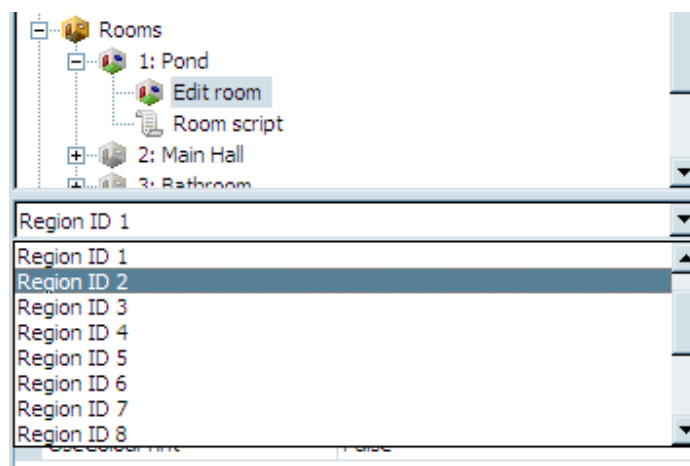 Rooms
1: Pond
Edit room
Room script
2: Main Hall
3: Bathroom
Region ID 1
Region ID 1
Region ID 2
Region ID 3
Region ID 4
Region ID 5
Region ID 6
Region ID 7
Region ID 8
UseColourTint False